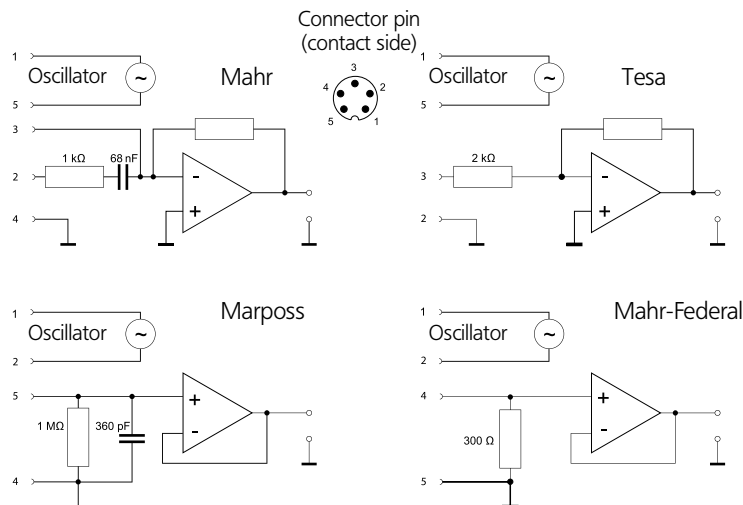 Connector pin
(contact side)
3
4
2
5
1
Mahr
1
Oscillator
~
5
3
1 kΩ
68 nF
2
-
+
4
Tesa
1
Oscillator
~
5
2 kΩ
3
-
+
2
Marposs
1
Oscillator
~
2
5
+
-
1 MΩ
360 pF
4
Mahr-Federal
1
Oscillator
~
2
4
+
-
300 Ω
5